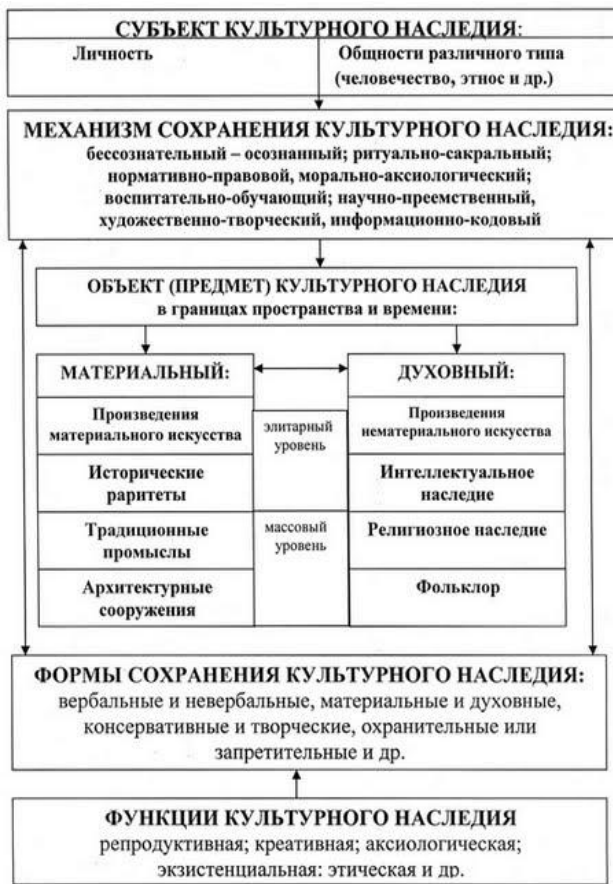 СУБЪЕКТ КУЛЬТУРНОГО НАСЛЕДИЯ:
Личность
Общности различного типа
(человечество, этнос и др.)
МЕХАНИЗМ СОХРАНЕНИЯ КУЛЬТУРНОГО НАСЛЕДИЯ:
бессознательный – осознанный; ритуально-сакральный;
нормативно-правовой, морально-аксиологический;
воспитательно-обучающий; научно-преемственный,
художественно-творческий, информационно-кодовый
ОБЪЕКТ (ПРЕДМЕТ) КУЛЬТУРНОГО НАСЛЕДИЯ
в границах пространства и времени:
МАТЕРИАЛЬНЫЙ:
Произведения
материального искусства
Исторические
раритеты
Традиционные
промыслы
Архитектурные
сооружения
элитарный
уровень
массовый
уровень
ДУХОВНЫЙ:
Произведения
нематериального искусства
Интеллектуальное
наследие
Религиозное наследие
Фольклор
ФОРМЫ СОХРАНЕНИЯ КУЛЬТУРНОГО НАСЛЕДИЯ:
вербальные и невербальные, материальные и духовные,
консервативные и творческие, охранительные или
запретительные и др.
ФУНКЦИИ КУЛЬТУРНОГО НАСЛЕДИЯ
репродуктивная; креативная; аксиологическая;
экзистенциальная: этическая и др.